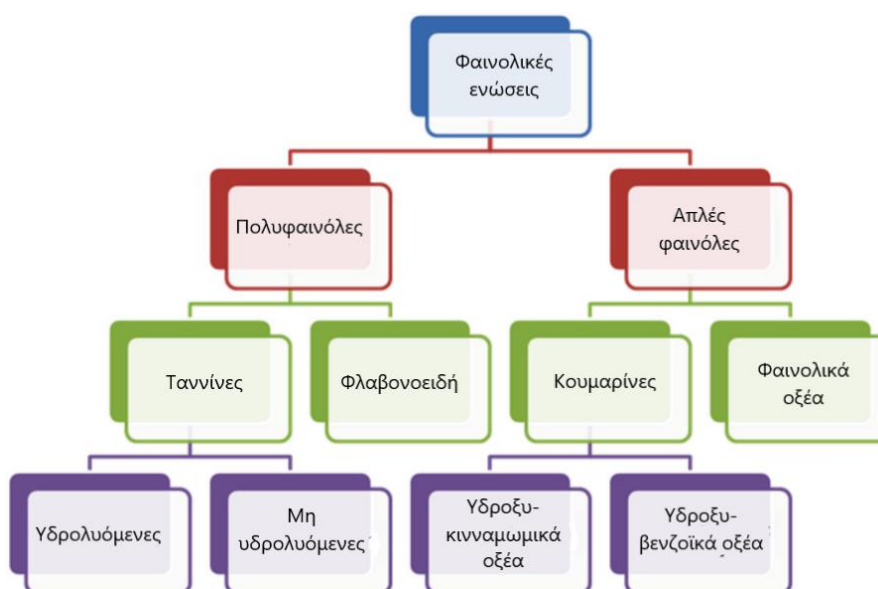 Φαινολικές
ενώσεις
Πολυφαινόλες
Απλές
φαινόλες
Ταννίνες
Φλαβονοειδή
Κουμαρίνες
Φαινολικά
οξέα
Υδρολυόμενες
Μη
υδρολυόμενες
Υδροξυ-
κινναμωμικά
οξέα
Υδροξυ-
βενζοϊκά οξέα